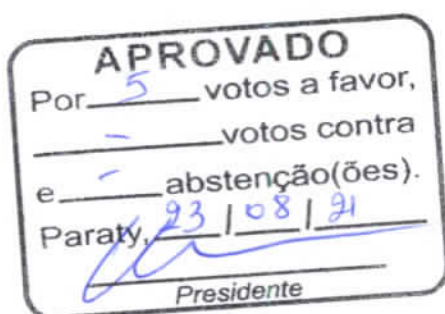 APROVADO
Por 5 votos a favor,
- votos contra
e - abstenção(ões).
Paraty, 23 / 08 / 21
Presidente